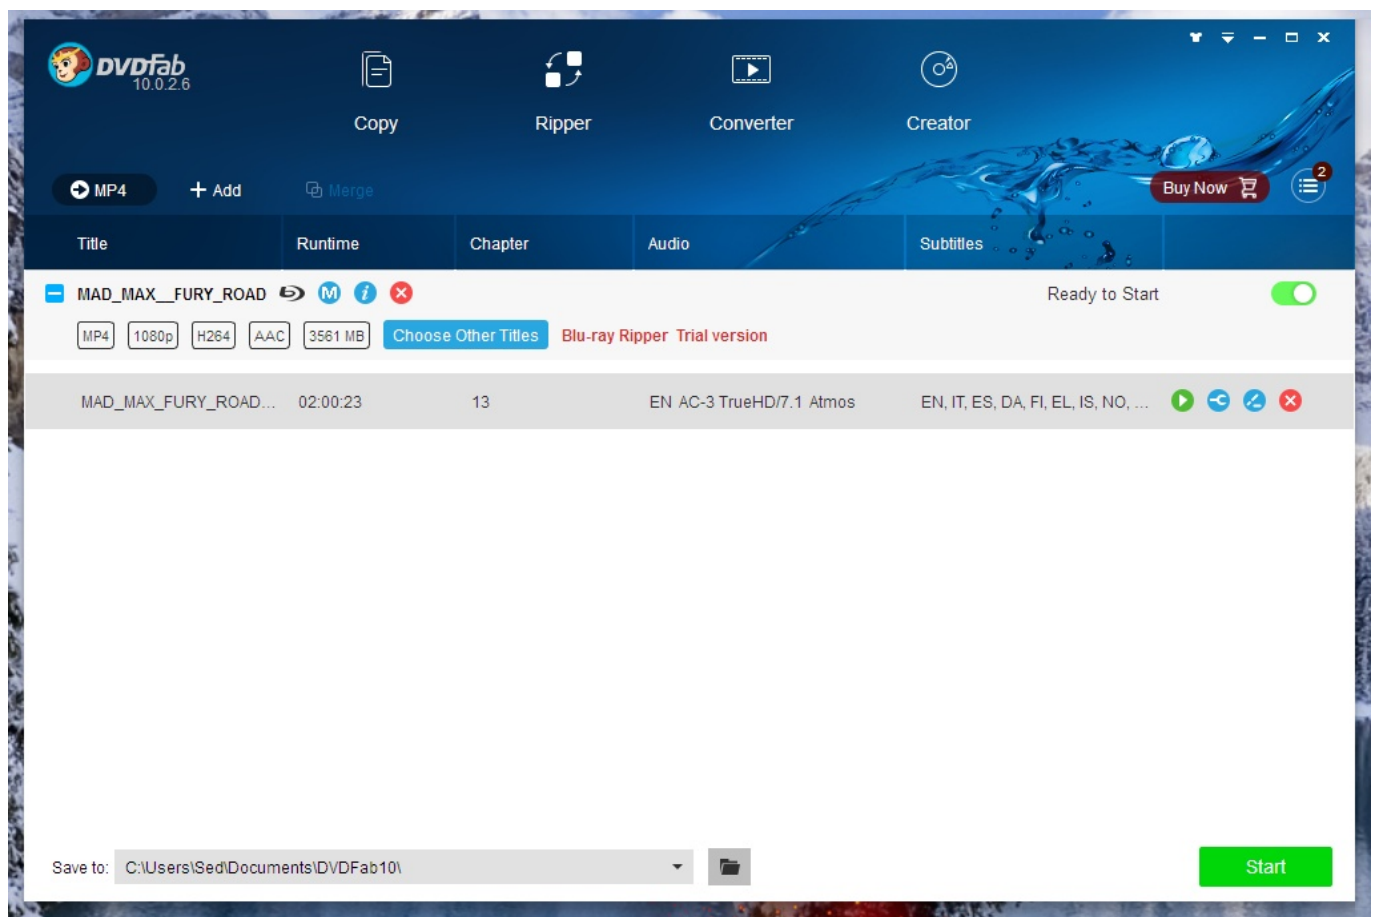 DVDFab
10.0.2.6
Copy
Ripper
Converter
Creator
MP4
Add
Merge
Buy Now
2
Title
Runtime
Chapter
Audio
Subtitles
MAD_MAX__FURY_ROAD
M
i
Ready to Start
MP4
1080p
H264
AAC
3561 MB
Choose Other Titles
Blu-ray Ripper Trial version
MAD_MAX_FURY_ROAD...
02:00:23
13
EN AC-3 TrueHD/7.1 Atmos
EN, IT, ES, DA, FI, EL, IS, NO, ...
Save to:
C:\Users\Sed\Documents\DVDFab10\
Start